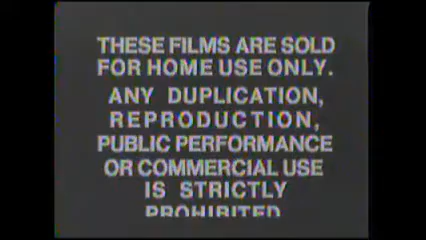 THESE FILMS ARE SOLD
FOR HOME USE ONLY.
ANY DUPLICATION,
REPRODUCTION,
PUBLIC PERFORMANCE
OR COMMERCIAL USE
IS STRICTLY
PROHIBITED